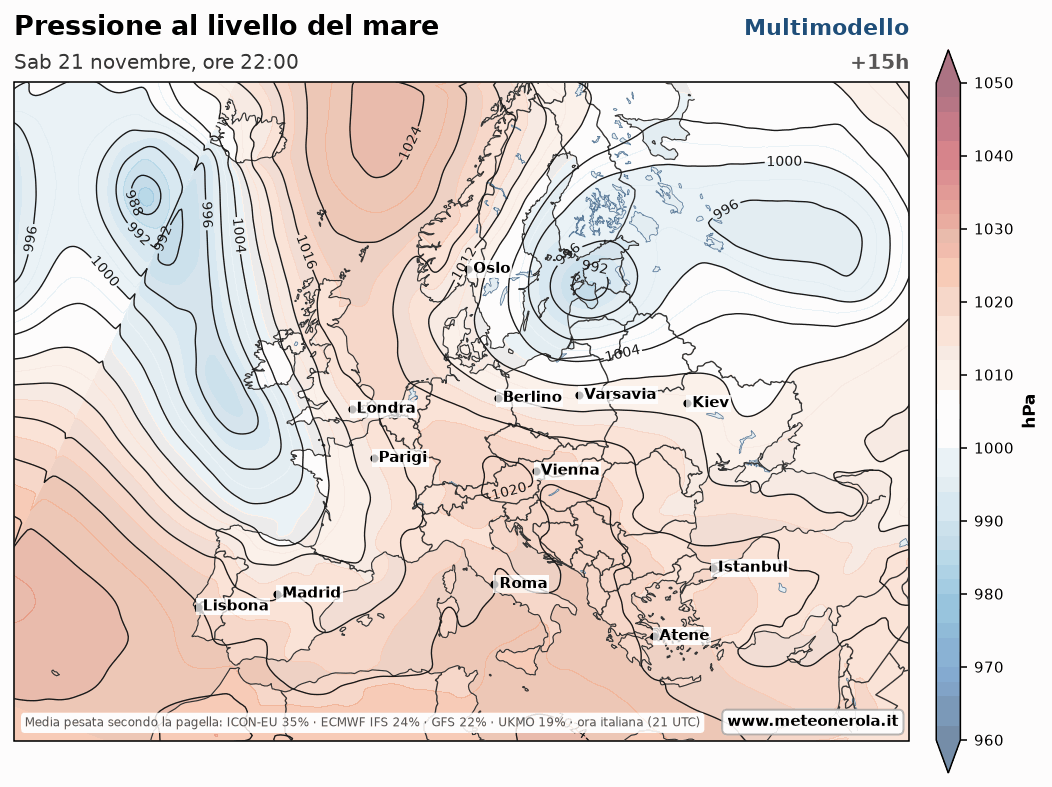 Pressione al livello del mare
Multimodello
Sab 21 novembre, ore 22:00
+15h
1050
1040
1030
1020
1010
1000
990
980
970
960
hPa
1024
1000
996
988
992
992
996
1004
1016
996
1000
1012
Oslo
996
992
1004
Londra
Berlino
Varsavia
Kiev
Parigi
Vienna
1020
Istanbul
Roma
Madrid
Lisbona
Atene
Media pesata secondo la pagella: ICON-EU 35% · ECMWF IFS 24% · GFS 22% · UKMO 19% · ora italiana (21 UTC)
www.meteonerola.it